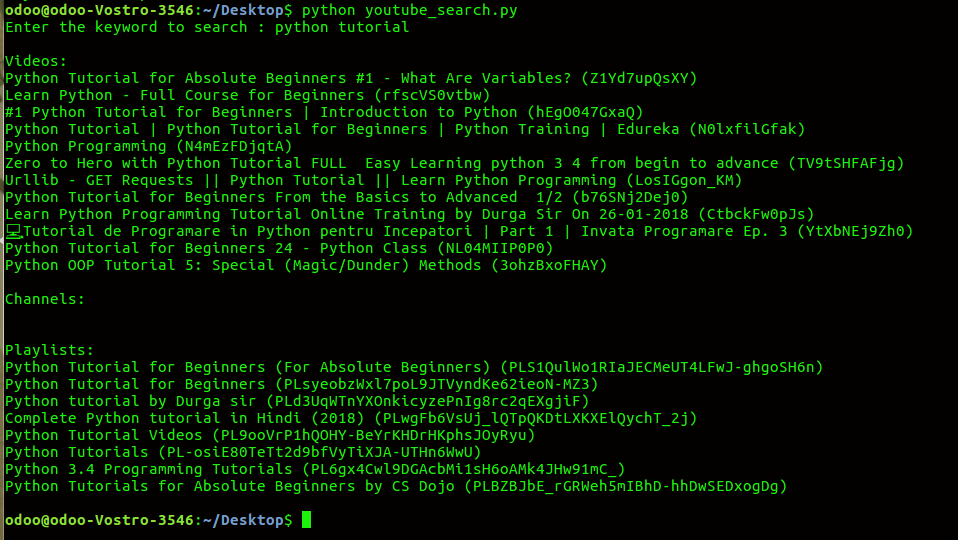 odoo@odoo-Vostro-3546:~/Desktop$ python youtube_search.py
Enter the keyword to search : python tutorial
Videos:
Python Tutorial for Absolute Beginners #1 - What Are Variables? (Z1Yd7upQsXY)
Learn Python - Full Course for Beginners (rfscVS0vtbw)
#1 Python Tutorial for Beginners | Introduction to Python (hEgO047GxaQ)
Python Tutorial | Python Tutorial for Beginners | Python Training | Edureka (N0lxfilGfak)
Python Programming (N4mEzFDjqtA)
Zero to Hero with Python Tutorial FULL  Easy Learning python 3 4 from begin to advance (TV9tSHFAFjg)
Urllib - GET Requests || Python Tutorial || Learn Python Programming (LosIGgon_KM)
Python Tutorial for Beginners From the Basics to Advanced  1/2 (b76SNj2Dej0)
Learn Python Programming Tutorial Online Training by Durga Sir On 26-01-2018 (CtbckFw0pJs)
💻Tutorial de Programare in Python pentru Incepatori | Part 1 | Invata Programare Ep. 3 (YtXbNEj9Zh0)
Python Tutorial for Beginners 24 - Python Class (NL04MIIP0P0)
Python OOP Tutorial 5: Special (Magic/Dunder) Methods (3ohzBxoFHAY)
Channels:
Playlists:
Python Tutorial for Beginners (For Absolute Beginners) (PLS1QulWo1RIaJECMeUT4LFwJ-ghgoSH6n)
Python Tutorial for Beginners (PLsyeobzWxl7poL9JTVyndKe62ieoN-MZ3)
Python tutorial by Durga sir (PLd3UqWTnYXOnkicyzePnIg8rc2qEXgjiF)
Complete Python tutorial in Hindi (2018) (PLwgFb6VsUj_lQTpQKDtLXKXElQychT_2j)
Python Tutorial Videos (PL9ooVrP1hQOHY-BeYrKHDrHKphsJOyRyu)
Python Tutorials (PL-osiE80TeTt2d9bfVyTiXJA-UTHn6WwU)
Python 3.4 Programming Tutorials (PL6gx4Cwl9DGAcbMi1sH6oAMk4JHw91mC_)
Python Tutorials for Absolute Beginners by CS Dojo (PLBZBJbE_rGRWeh5mIBhD-hhDwSEDxogDg)
odoo@odoo-Vostro-3546:~/Desktop$